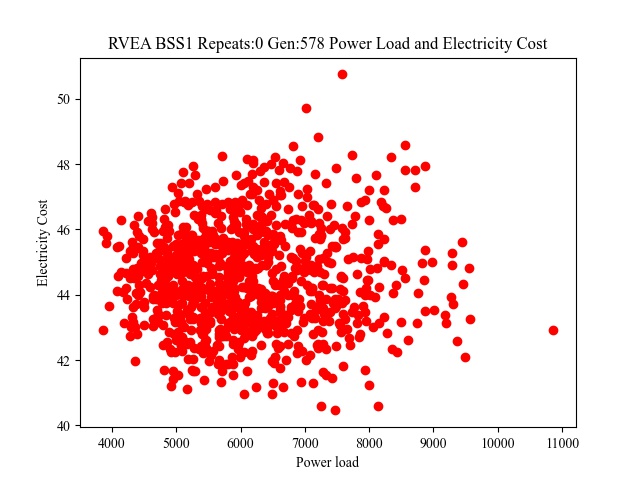 RVEA BSS1 Repeats:0 Gen:578 Power Load and Electricity Cost
Electricity Cost
50
48
46
44
42
40
4000 5000 6000 7000 8000 9000 10000 11000
Power load